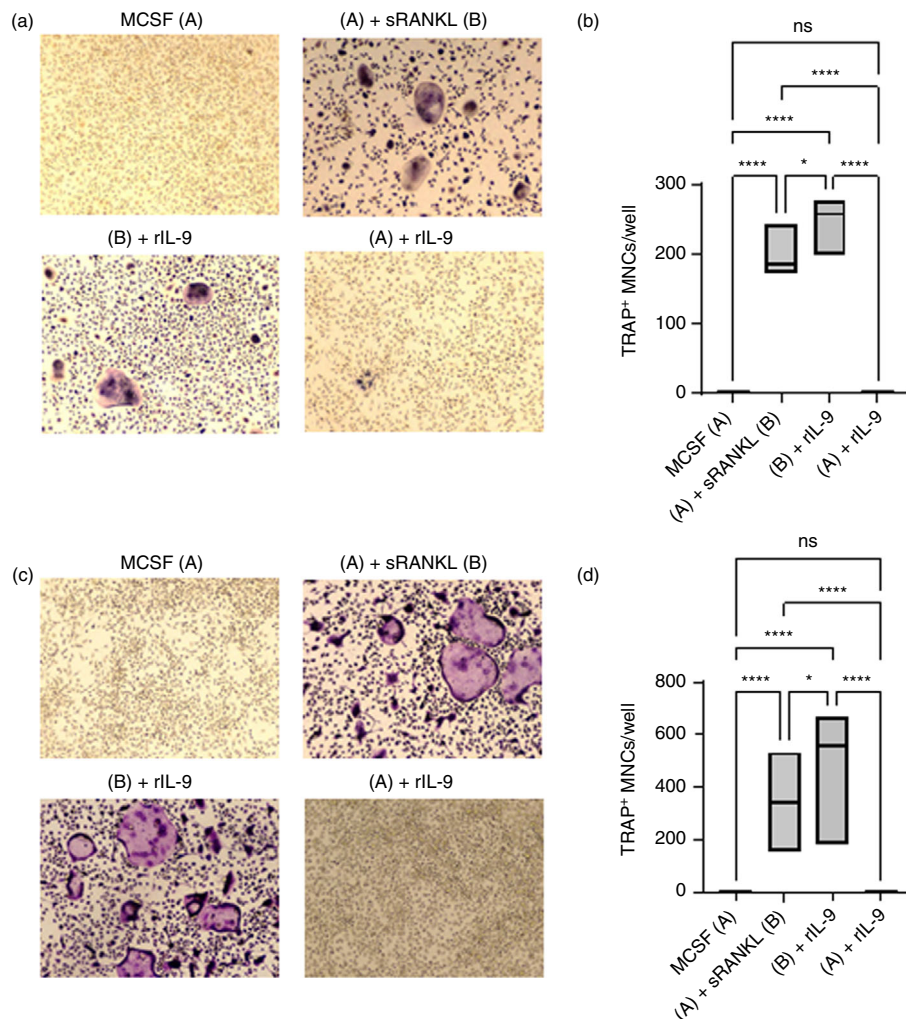 (a)
MCSF (A)
(A) + sRANKL (B)
(B) + rIL-9
(A) + rIL-9
(b)
ns
****
****
**** * ****
TRAP⁺ MNCs/well
300
200
100
0
MCSF (A)
(A) + sRANKL (B)
(B) + rIL-9
(A) + rIL-9
(c)
MCSF (A)
(A) + sRANKL (B)
(B) + rIL-9
(A) + rIL-9
(d)
ns
****
****
**** * ****
TRAP⁺ MNCs/well
800
600
400
200
0
MCSF (A)
(A) + sRANKL (B)
(B) + rIL-9
(A) + rIL-9